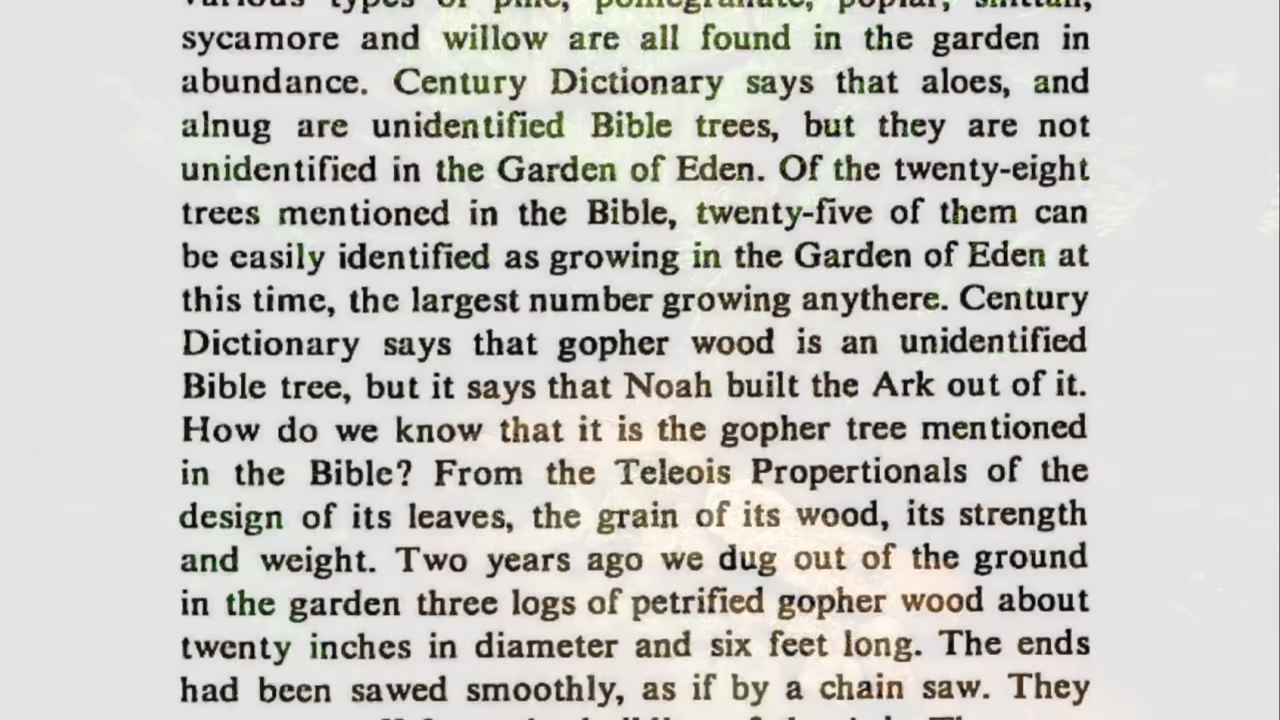 various types of pine, pomegranate, poplar, shittah,
sycamore and willow are all found in the garden in
abundance. Century Dictionary says that aloes, and
alnug are unidentified Bible trees, but they are not
unidentified in the Garden of Eden. Of the twenty-eight
trees mentioned in the Bible, twenty-five of them can
be easily identified as growing in the Garden of Eden at
this time, the largest number growing anythere. Century
Dictionary says that gopher wood is an unidentified
Bible tree, but it says that Noah built the Ark out of it.
How do we know that it is the gopher tree mentioned
in the Bible? From the Teleois Propertionals of the
design of its leaves, the grain of its wood, its strength
and weight. Two years ago we dug out of the ground
in the garden three logs of petrified gopher wood about
twenty inches in diameter and six feet long. The ends
had been sawed smoothly, as if by a chain saw. They